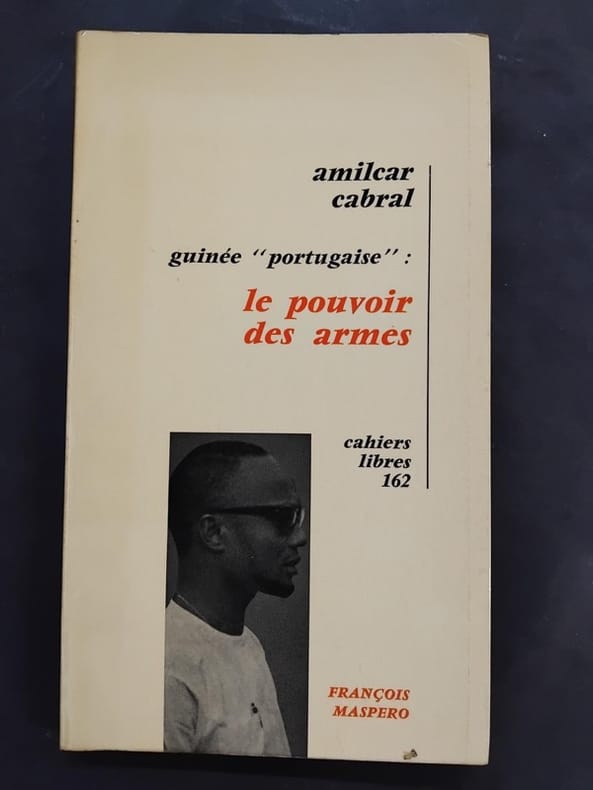 amilcar
cabral
guinée "portugaise" :
le pouvoir
des armes
cahiers
libres
162
FRANÇOIS
MASPERO